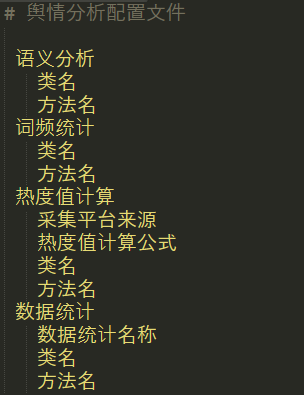 # 舆情分析配置文件
语义分析
类名
方法名
词频统计
类名
方法名
热度值计算
采集平台来源
热度值计算公式
类名
方法名
数据统计
数据统计名称
类名
方法名